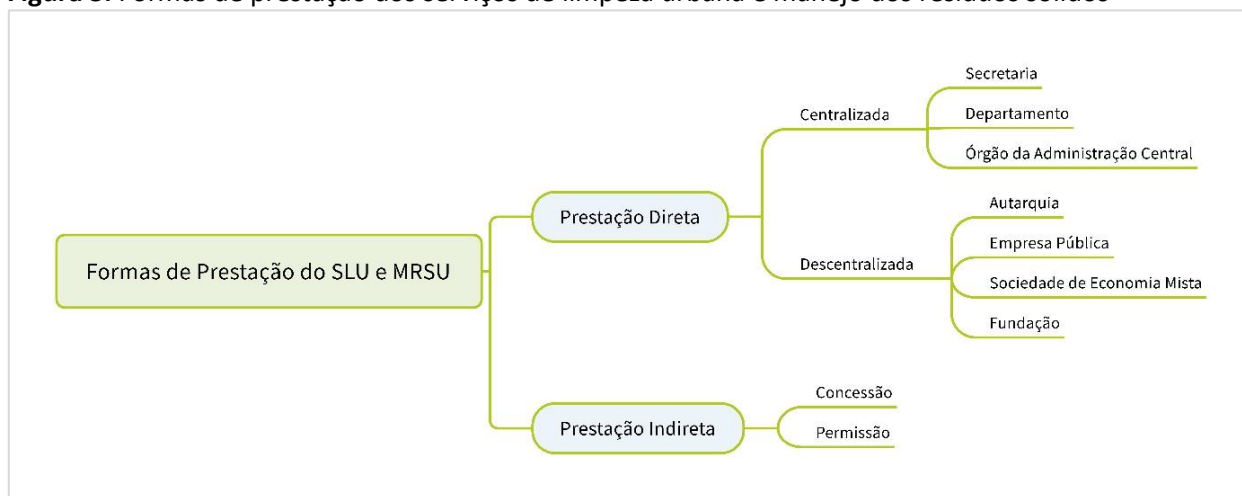 Formas de Prestação do SLU e MRSU
Prestação Direta
Centralizada
Secretaria
Departamento
Órgão da Administração Central
Descentralizada
Autarquia
Empresa Pública
Sociedade de Economia Mista
Fundação
Prestação Indireta
Concessão
Permissão